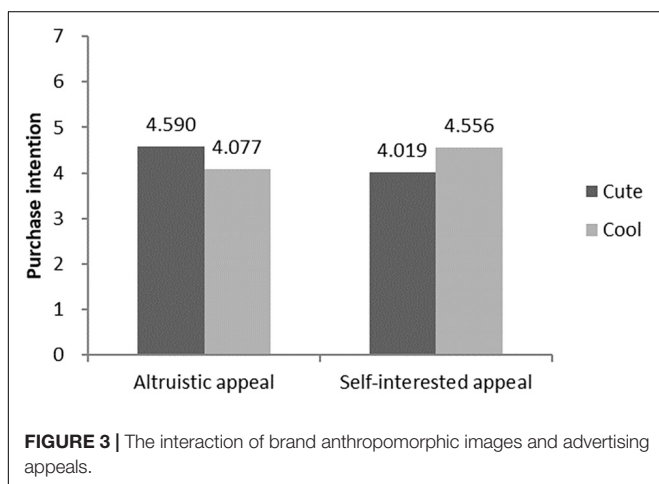 7
6
5
4
3
2
1
0
Purchase intention
4.590
4.077
4.019
4.556
Altruistic appeal
Self-interested appeal
Cute
Cool
FIGURE 3 | The interaction of brand anthropomorphic images and advertising
appeals.